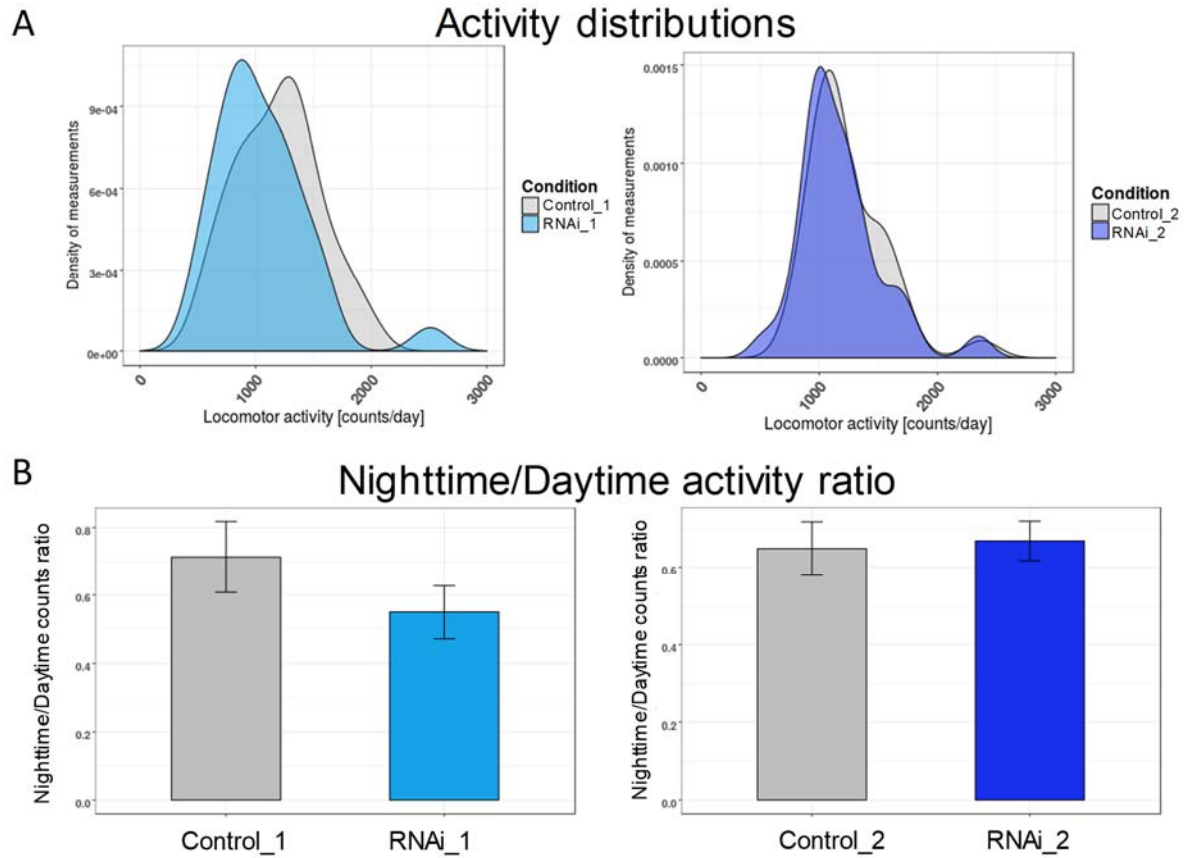 A
Activity distributions
Density of measurements
9e-04
6e-04
3e-04
0e+00
0
1000
2000
3000
Locomotor activity [counts/day]
Condition
Control_1
RNAi_1
Density of measurements
0.0015
0.0010
0.0005
0.0000
0
1000
2000
3000
Locomotor activity [counts/day]
Condition
Control_2
RNAi_2
B
Nighttime/Daytime activity ratio
Nighttime/Daytime counts ratio
0.8
0.6
0.4
0.2
0.0
Control_1
RNAi_1
Nighttime/Daytime counts ratio
0.6
0.4
0.2
0.0
Control_2
RNAi_2